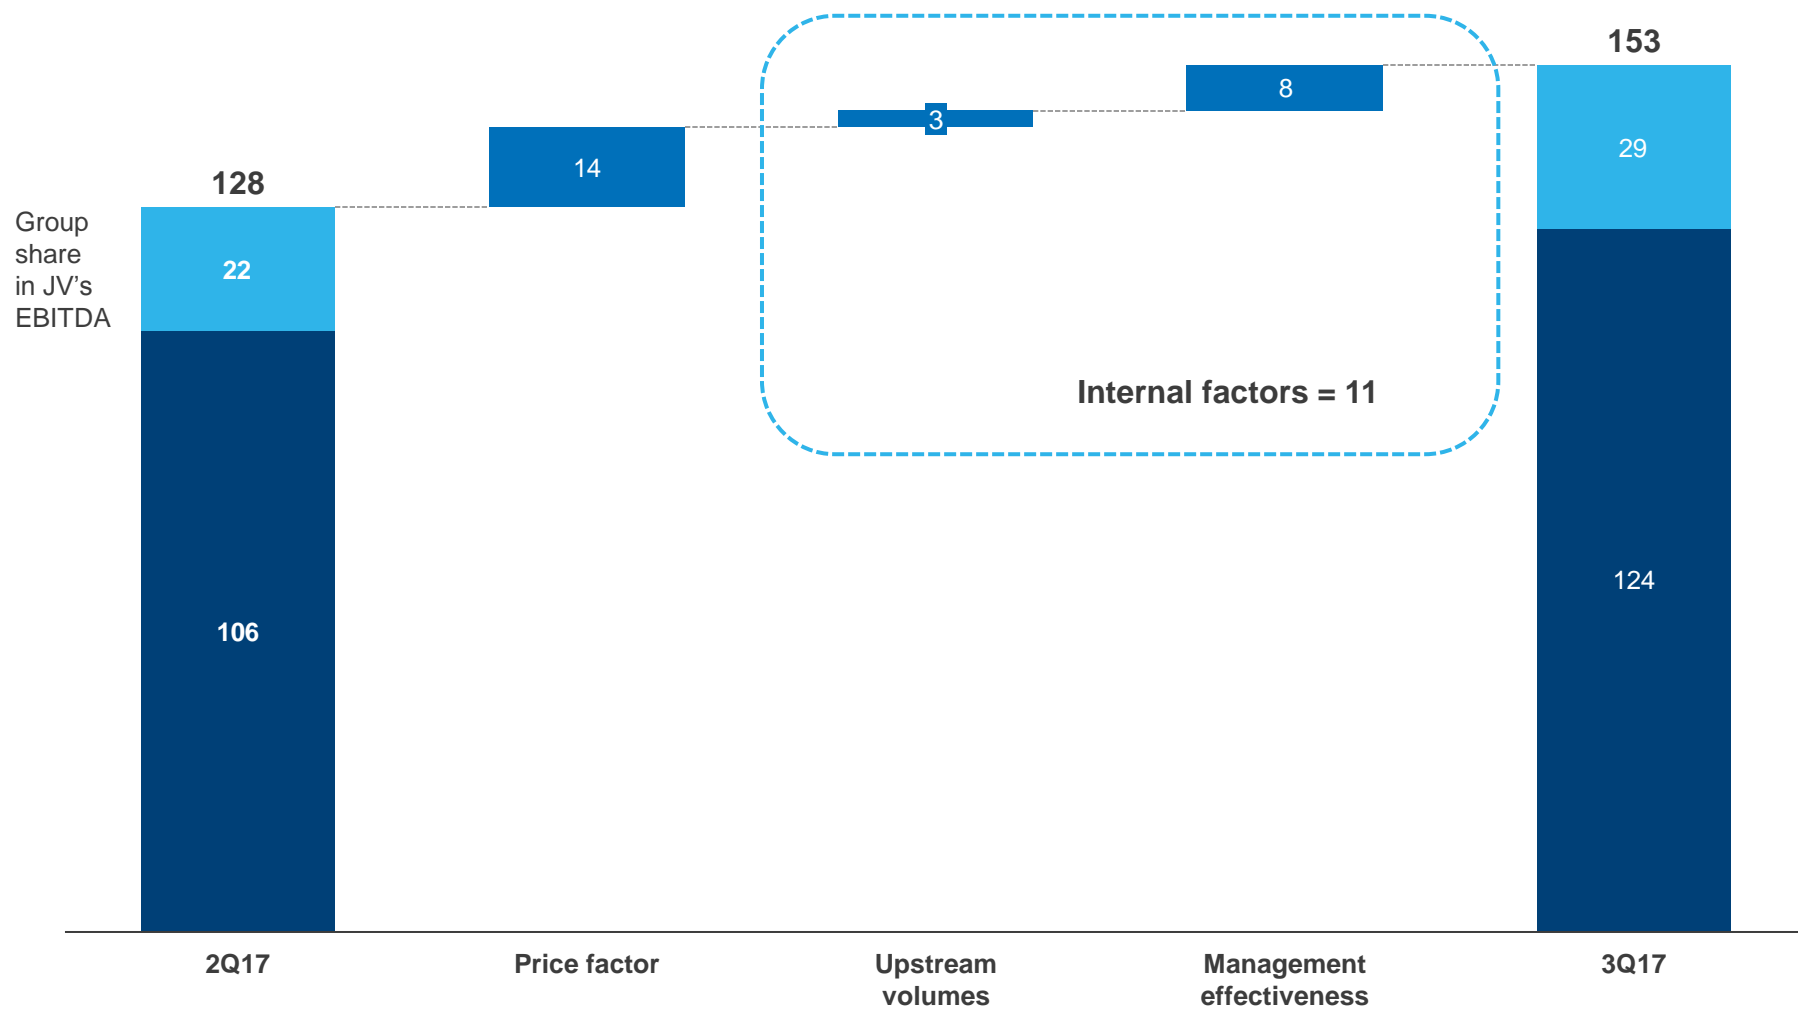 153
8
3
29
14
128
Group
share
in JV’s
EBITDA
22
Internal factors = 11
124
106
2Q17
Price factor
Upstream
volumes
Management
effectiveness
3Q17